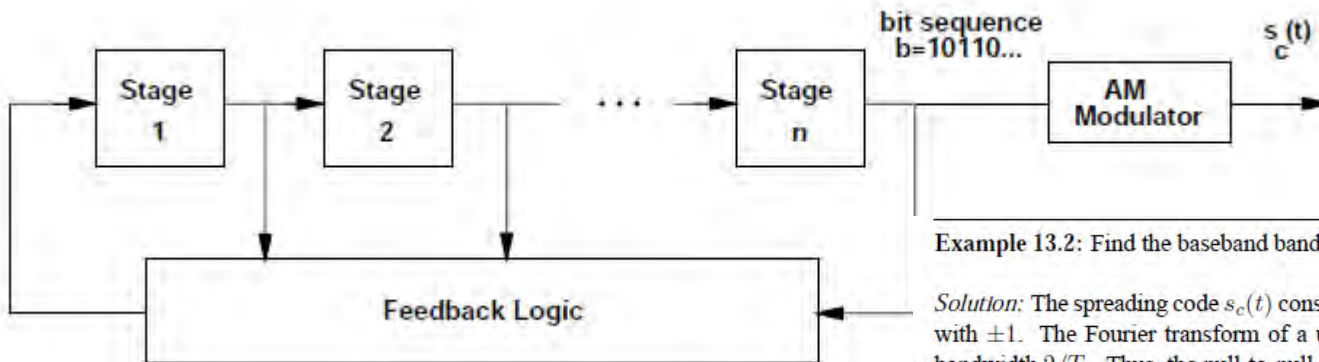 bit sequence
b=10110...
s (t)
c
Stage
1
Stage
2
...
Stage
n
AM
Modulator
Feedback Logic
Example 13.2: Find the baseband band
Solution: The spreading code s_c(t) cons
with ±1. The Fourier transform of a u